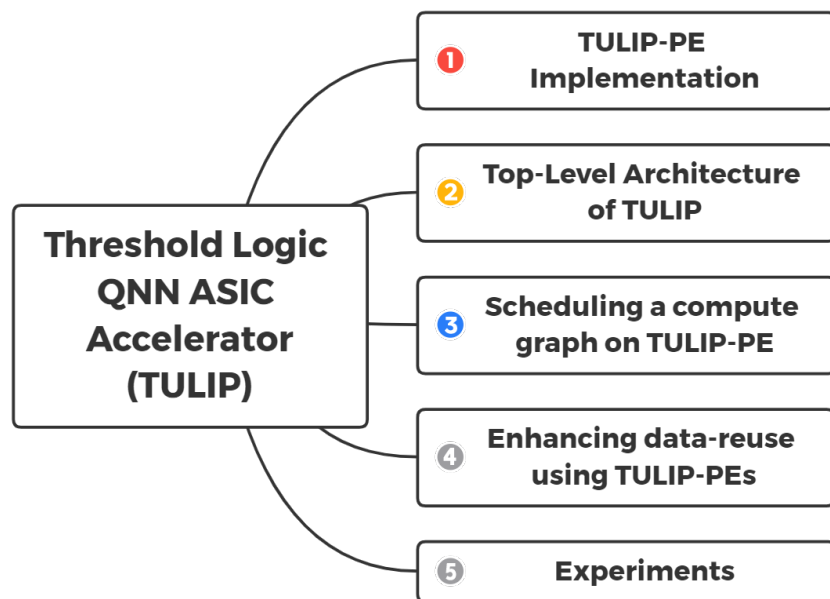 Threshold Logic
QNN ASIC
Accelerator
(TULIP)
1
TULIP-PE
Implementation
2
Top-Level Architecture
of TULIP
3
Scheduling a compute
graph on TULIP-PE
4
Enhancing data-reuse
using TULIP-PEs
5
Experiments